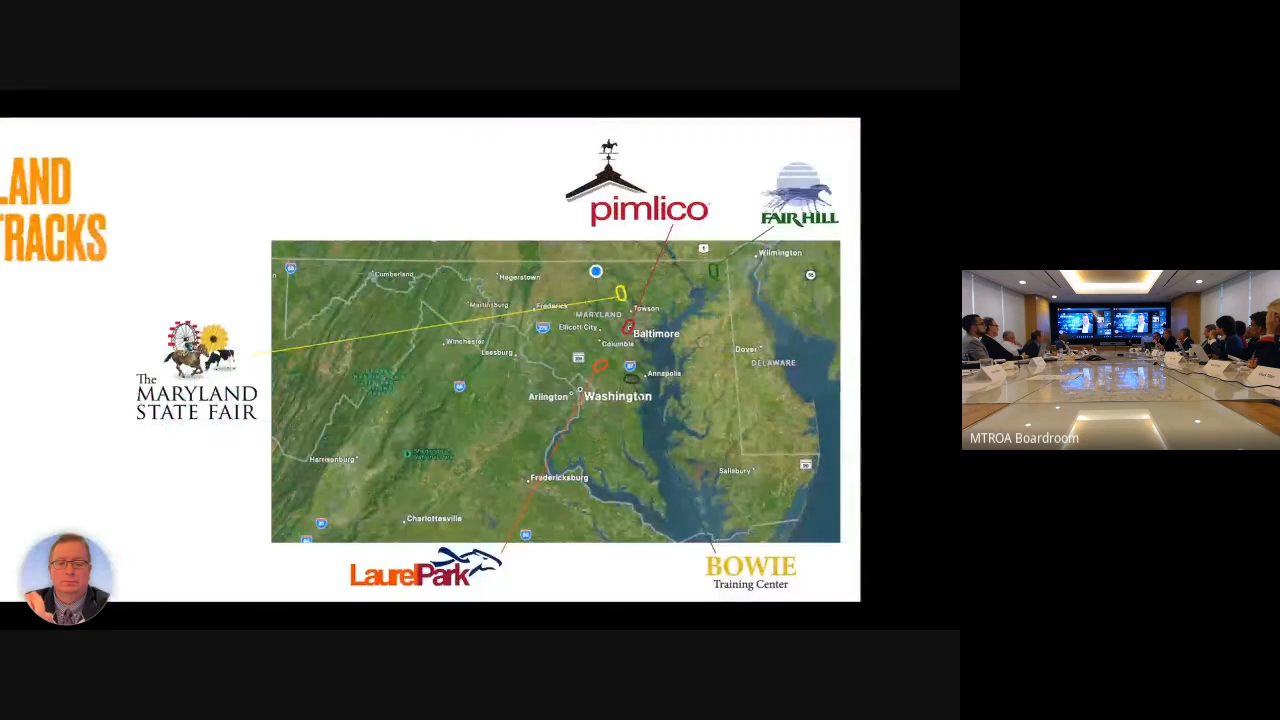 LAND
TRACKS
pimlico
FAIR HILL
Wilmington
Cumberland
Hagerstown
Martinsburg
Frederick
Towson
MARYLAND
Ellicott City
Baltimore
Winchester
Columbia
Leesburg
Dover
DELAWARE
Annapolis
Arlington
Washington
The
MARYLAND
STATE FAIR
Harrisonburg
Salisbury
Fredericksburg
Charlottesville
LaurelPark
BOWIE
Training Center
MTROA Boardroom